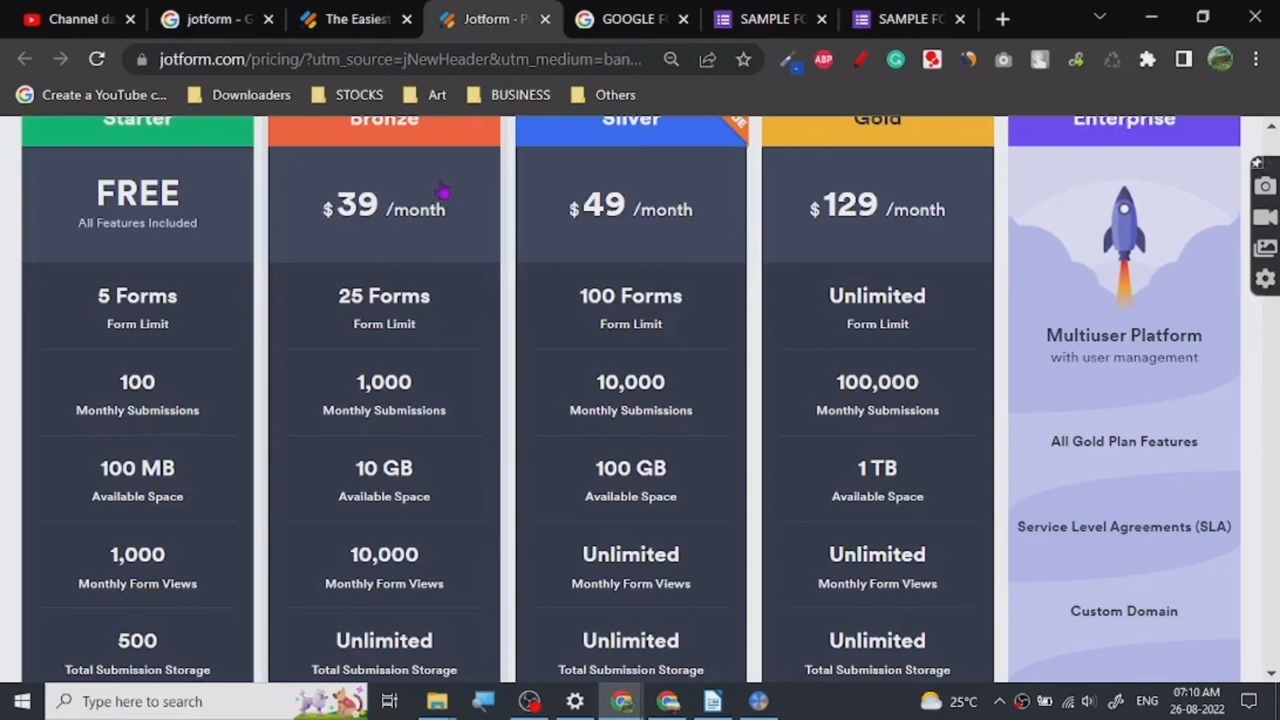 Channel da
jotform - G
The Easiest
Jotform · P
GOOGLE FO
SAMPLE FO
SAMPLE FO
jotform.com/pricing/?utm_source=jNewHeader&utm_medium=ban...
ABP
Create a YouTube c...
Downloaders
STOCKS
Art
BUSINESS
Others
Starter
Bronze
Silver
Gold
Enterprise
FREE
All Features Included
$ 39 /month
$ 49 /month
$ 129 /month
5 Forms
Form Limit
25 Forms
Form Limit
100 Forms
Form Limit
Unlimited
Form Limit
Multiuser Platform
with user management
100
Monthly Submissions
1,000
Monthly Submissions
10,000
Monthly Submissions
100,000
Monthly Submissions
All Gold Plan Features
100 MB
Available Space
10 GB
Available Space
100 GB
Available Space
1 TB
Available Space
Service Level Agreements (SLA)
1,000
Monthly Form Views
10,000
Monthly Form Views
Unlimited
Monthly Form Views
Unlimited
Monthly Form Views
Custom Domain
500
Total Submission Storage
Unlimited
Total Submission Storage
Unlimited
Total Submission Storage
Unlimited
Total Submission Storage
Type here to search
25°C
ENG
07:10 AM
26-08-2022